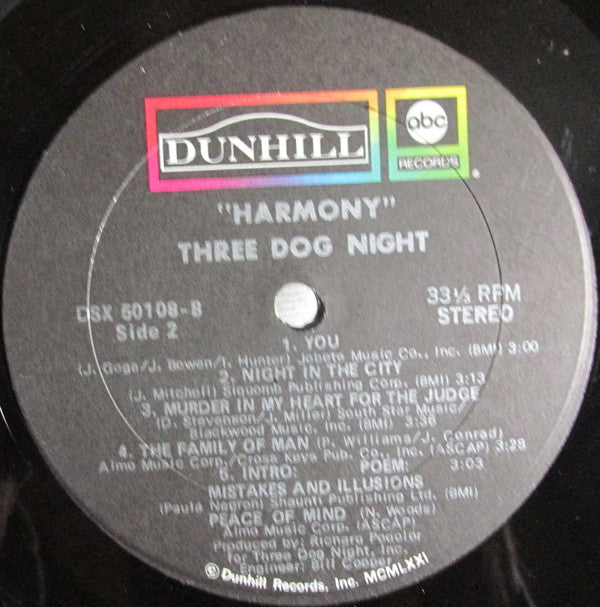 DUNHILL
abc
RECORDS
®
"HARMONY"
THREE DOG NIGHT
DSX 50108-B
Side 2
33⅓ RPM
STEREO
1. YOU
(J. Goga/J. Bowen/I. Hunter) Jobete Music Co., Inc. (BMI) 3:00
2. NIGHT IN THE CITY
(J. Mitchell) Siquomb Publishing Corp. (BMI) 3:13
3. MURDER IN MY HEART FOR THE JUDGE
(D. Stevenson/J. Miller) South Star Music/
Blackwood Music Inc. (BMI) 3:36
4. THE FAMILY OF MAN (P. Williams/J. Conrad)
Almo Music Corp./Cross Keys Pub. Co., Inc. (ASCAP) 3:28
5. INTRO: POEM: 3:03
MISTAKES AND ILLUSIONS
(Paula Negron) Shaunti Publishing Ltd. (BMI)
PEACE OF MIND (N. Woods)
Almo Music Corp. (ASCAP)
Produced by: Richard Podolor
for Three Dog Night, Inc.
Engineer: Bill Cooper
© Dunhill Records, Inc. MCMLXXI